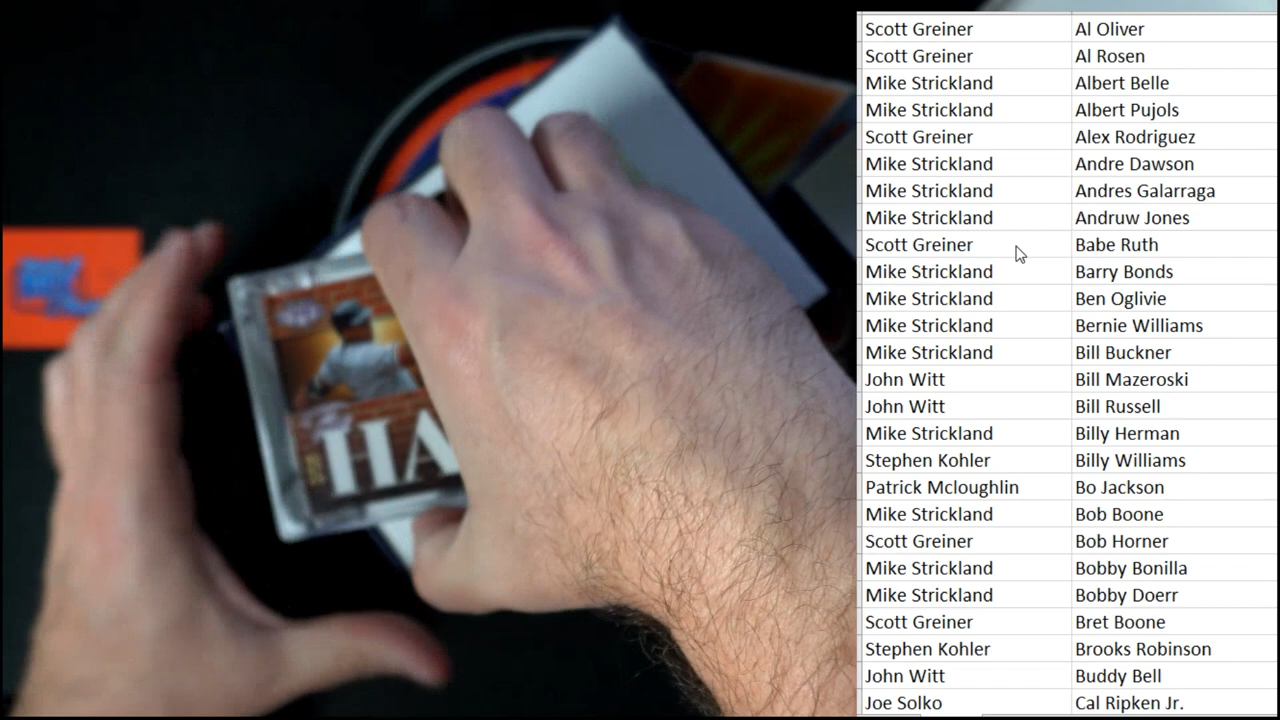 Scott Greiner Al Oliver
Scott Greiner Al Rosen
Mike Strickland Albert Belle
Mike Strickland Albert Pujols
Scott Greiner Alex Rodriguez
Mike Strickland Andre Dawson
Mike Strickland Andres Galarraga
Mike Strickland Andruw Jones
Scott Greiner Babe Ruth
Mike Strickland Barry Bonds
Mike Strickland Ben Oglivie
Mike Strickland Bernie Williams
Mike Strickland Bill Buckner
John Witt Bill Mazeroski
John Witt Bill Russell
Mike Strickland Billy Herman
Stephen Kohler Billy Williams
Patrick Mcloughlin Bo Jackson
Mike Strickland Bob Boone
Scott Greiner Bob Horner
Mike Strickland Bobby Bonilla
Mike Strickland Bobby Doerr
Scott Greiner Bret Boone
Stephen Kohler Brooks Robinson
John Witt Buddy Bell
Joe Solko Cal Ripken Jr.
HA